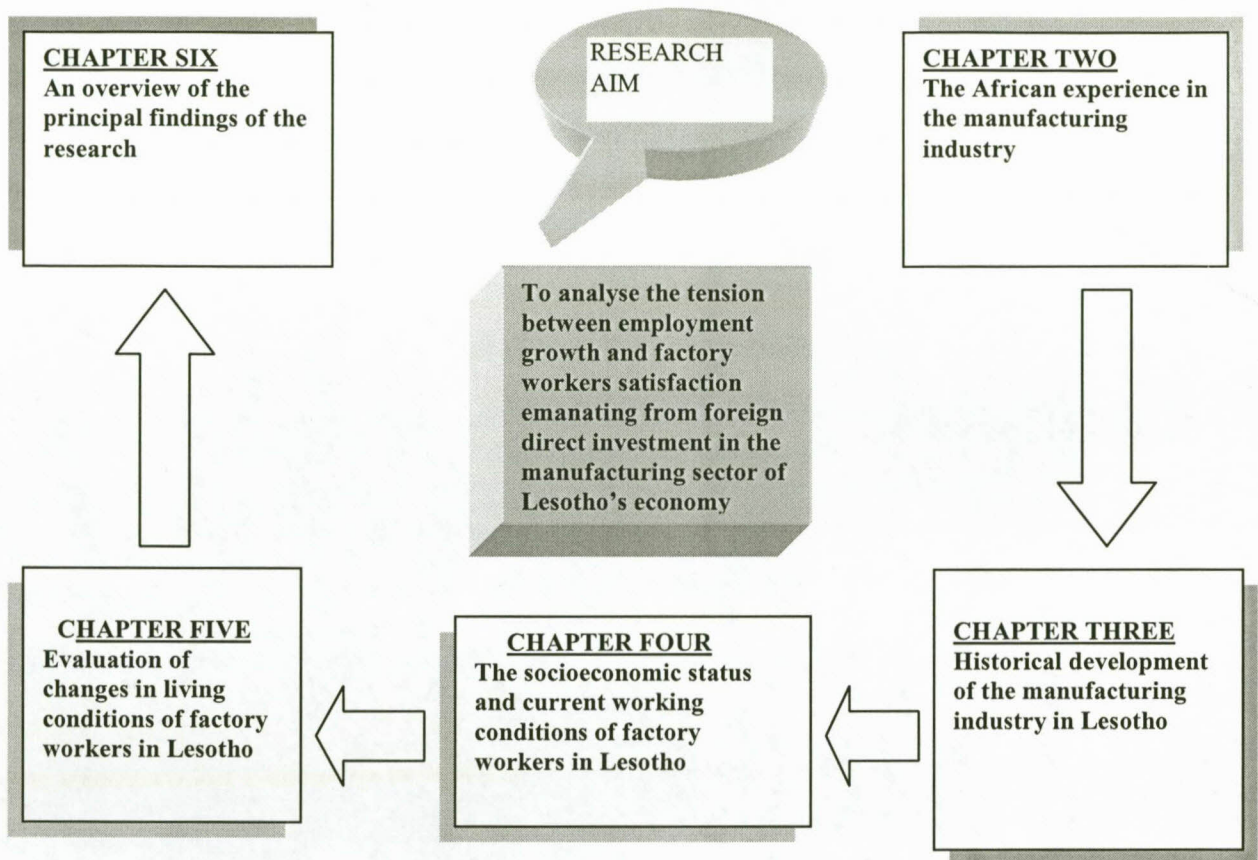 RESEARCH
AIM
To analyse the tension
between employment
growth and factory
workers satisfaction
emanating from foreign
direct investment in the
manufacturing sector of
Lesotho's economy
CHAPTER TWO
The African experience in
the manufacturing
industry
CHAPTER THREE
Historical development
of the manufacturing
industry in Lesotho
CHAPTER FOUR
The socioeconomic status
and current working
conditions of factory
workers in Lesotho
CHAPTER FIVE
Evaluation of
changes in living
conditions of factory
workers in Lesotho
CHAPTER SIX
An overview of the
principal findings of the
research